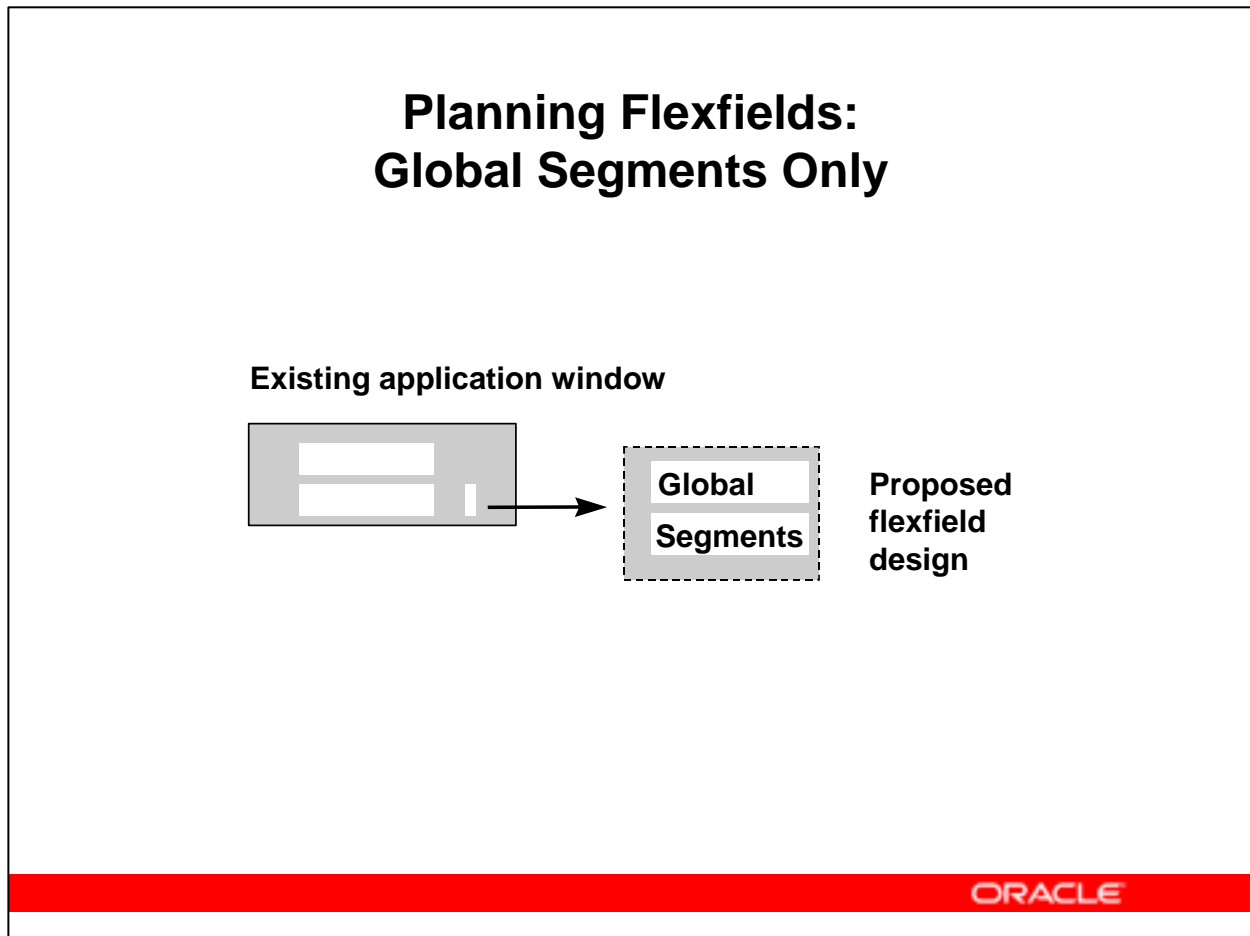 Planning Flexfields:
Global Segments Only
Existing application window
Global
Segments
Proposed
flexfield
design
ORACLE